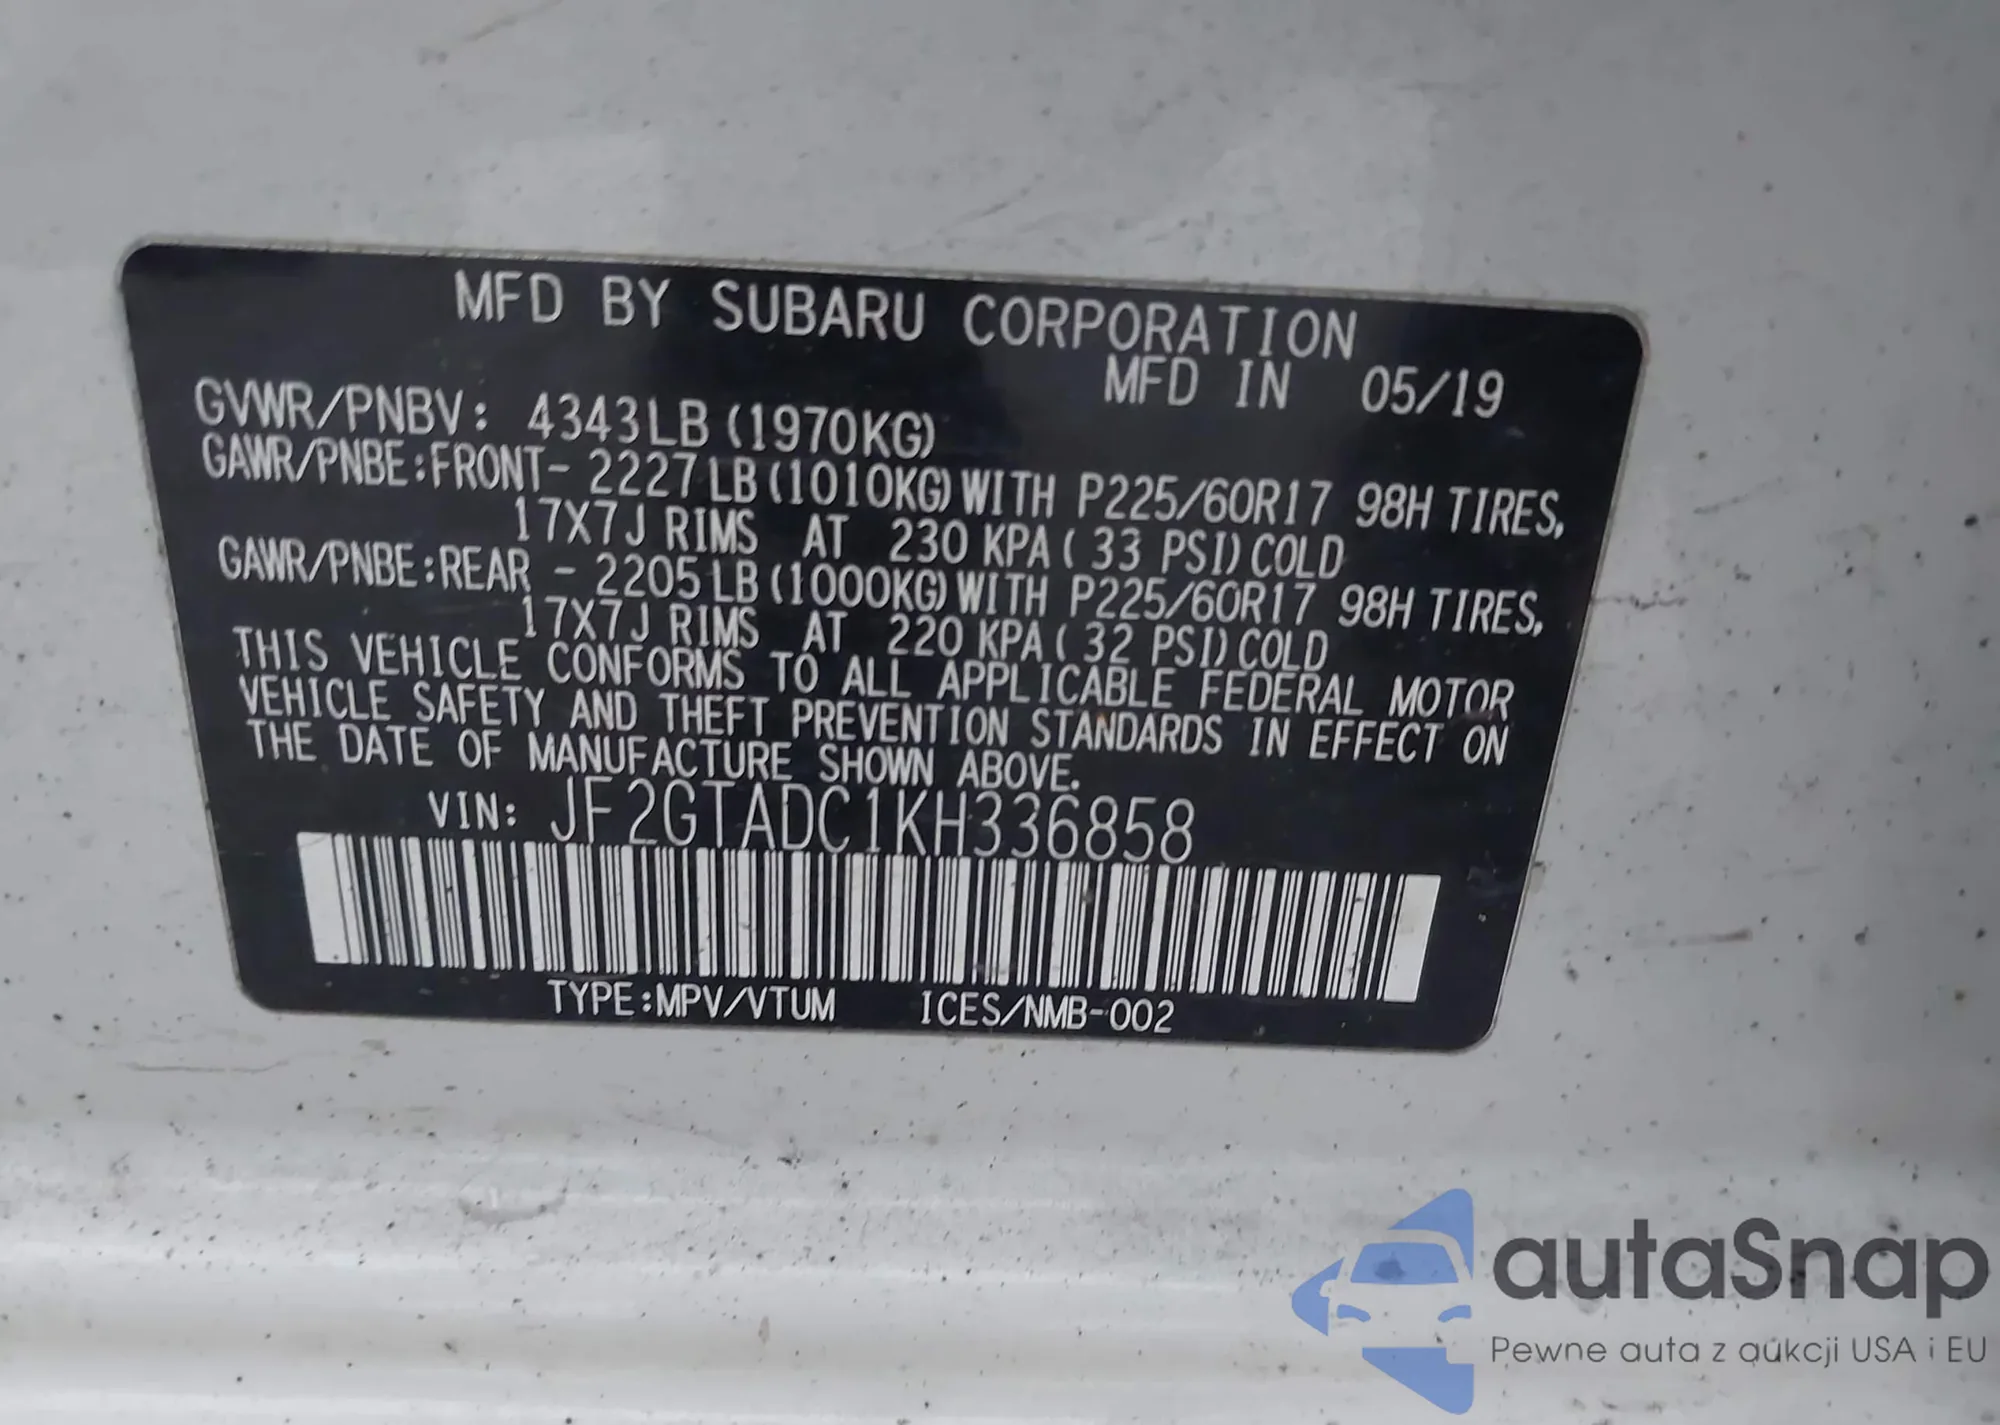 MFD BY SUBARU CORPORATION
MFD IN 05/19
GVWR/PNBV: 4343LB (1970KG)
GAWR/PNBE:FRONT- 2227LB (1010KG) WITH P225/60R17 98H TIRES,
17X7J RIMS AT 230 KPA ( 33 PSI) COLD
GAWR/PNBE:REAR - 2205LB (1000KG) WITH P225/60R17 98H TIRES,
17X7J RIMS AT 220 KPA ( 32 PSI) COLD
THIS VEHICLE CONFORMS TO ALL APPLICABLE FEDERAL MOTOR
VEHICLE SAFETY AND THEFT PREVENTION STANDARDS IN EFFECT ON
THE DATE OF MANUFACTURE SHOWN ABOVE.
VIN: JF2GTADC1KH336858
TYPE:MPV/VTUM ICES/NMB-002
autaSnap
Pewne auta z aukcji USA i EU